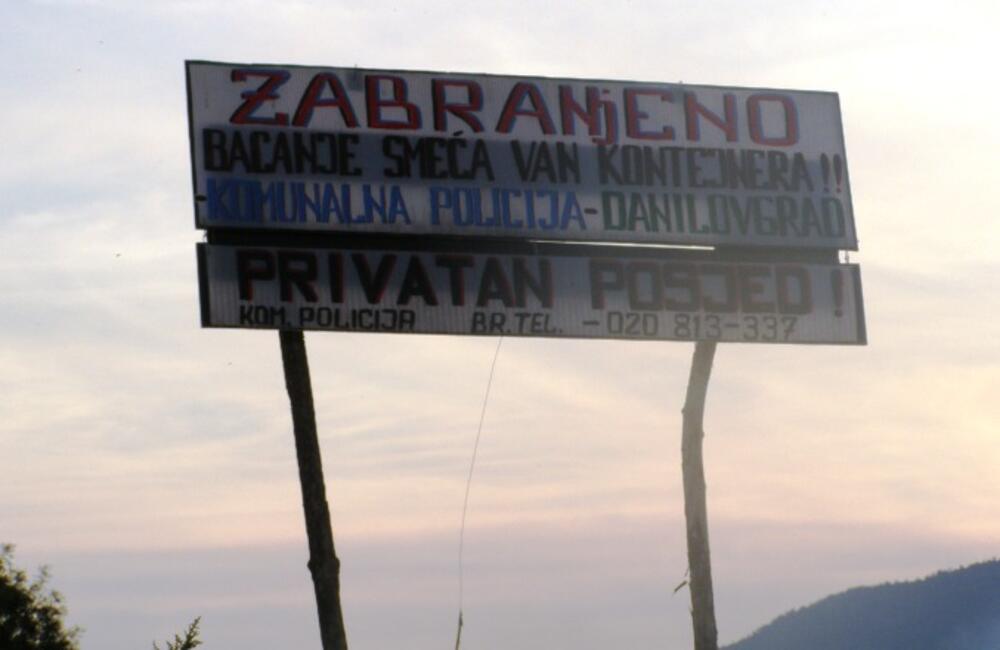 ZABRANjENO
BACANJE SMEĆA VAN KONTEJNERA!!
-KOMUNALNA POLICIJA-DANILOVGRAD
PRIVATAN POSJED!
KOM. POLICIJA BR.TEL. -020 813-337